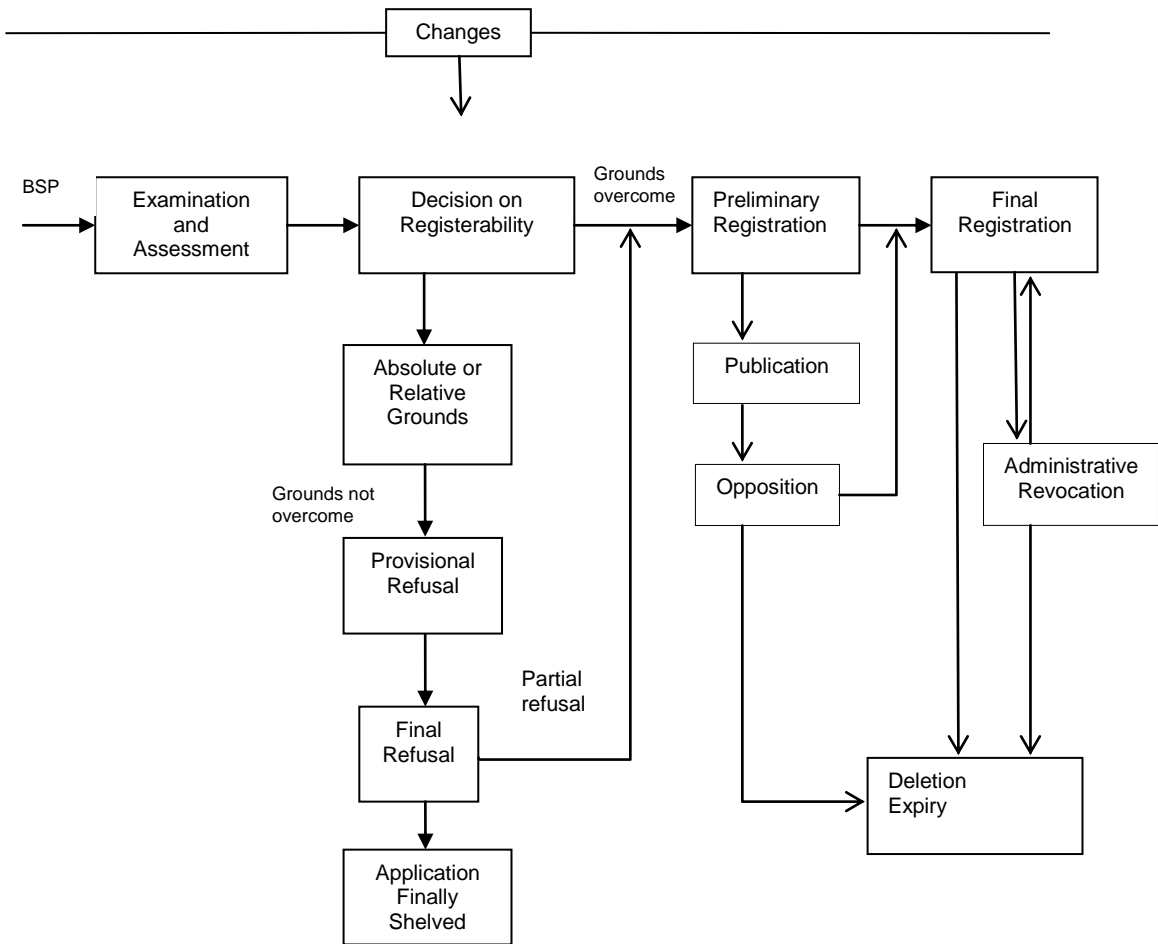 Changes
BSP
Examination
and
Assessment
Decision on
Registerability
Grounds
overcome
Preliminary
Registration
Final
Registration
Absolute or
Relative
Grounds
Publication
Opposition
Administrative
Revocation
Grounds not
overcome
Provisional
Refusal
Partial
refusal
Final
Refusal
Deletion
Expiry
Application
Finally
Shelved